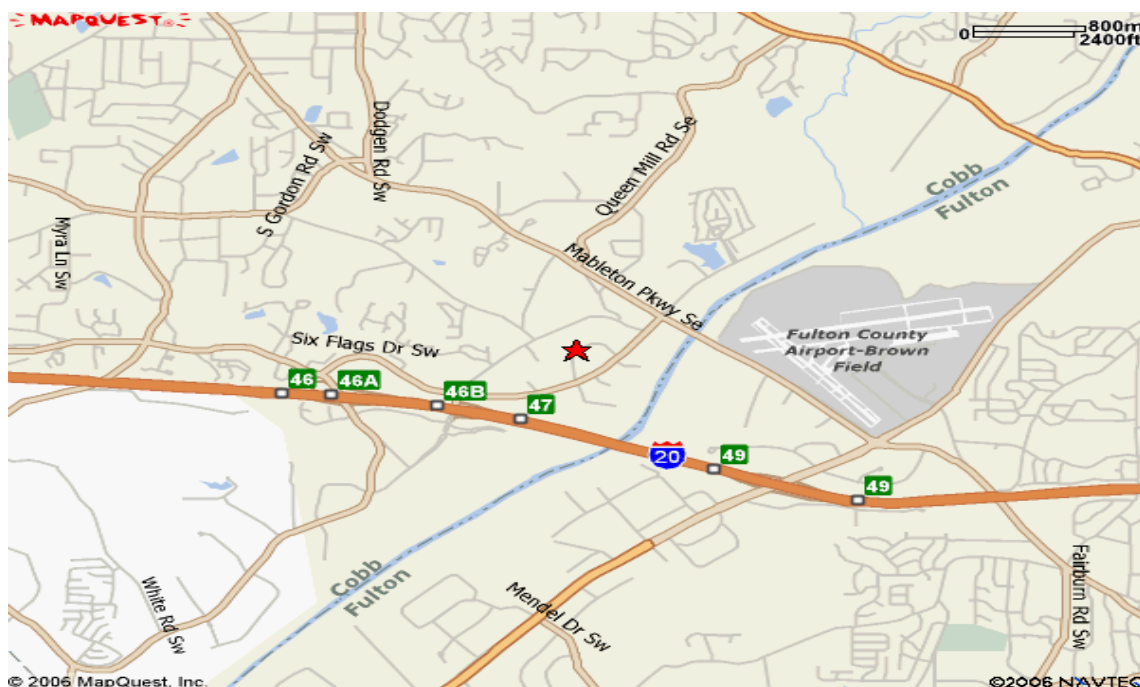 MAPQUEST
800m
0
2400ft
Dodgen Rd Sw
S Gordon Rd Sw
Queen Mill Rd Se
Cobb
Fulton
Myra Ln Sw
Mableton Pkwy Se
Six Flags Dr Sw
Fulton County
Airport-Brown
Field
46
46A
46B
47
20
49
49
Cobb
Fulton
White Rd Sw
Mendel Dr Sw
Fairburn Rd Sw
© 2006 MapQuest, Inc.
©2006 NAVTEQ